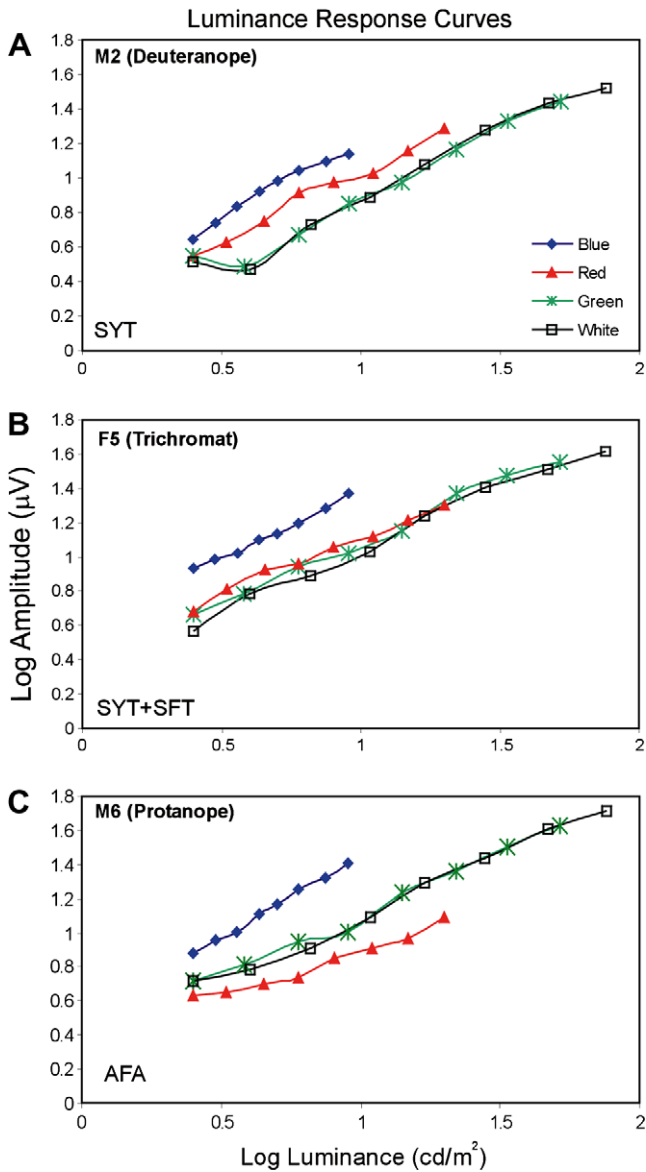 Luminance Response Curves
A
M2 (Deuteranope)
1.8
1.6
1.4
1.2
1
0.8
0.6
0.4
0.2
0
Blue
Red
Green
White
SYT
0 0.5 1 1.5 2
B
F5 (Trichromat)
1.8
1.6
1.4
1.2
1
0.8
0.6
0.4
0.2
0
Log Amplitude (μV)
SYT+SFT
0 0.5 1 1.5 2
C
M6 (Protanope)
1.8
1.6
1.4
1.2
1
0.8
0.6
0.4
0.2
0
AFA
0 0.5 1 1.5 2
Log Luminance (cd/m²)